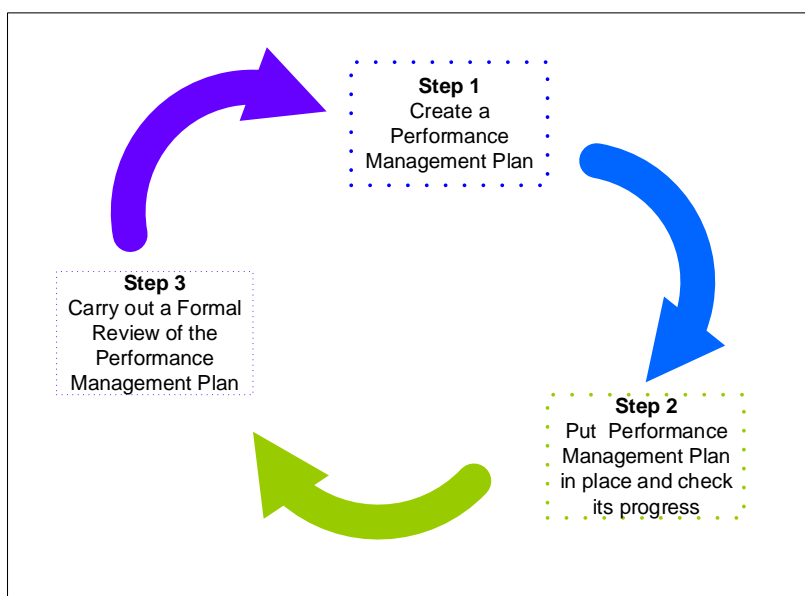 Step 1
Create a
Performance
Management Plan
Step 2
Put Performance
Management Plan
in place and check
its progress
Step 3
Carry out a Formal
Review of the
Performance
Management Plan